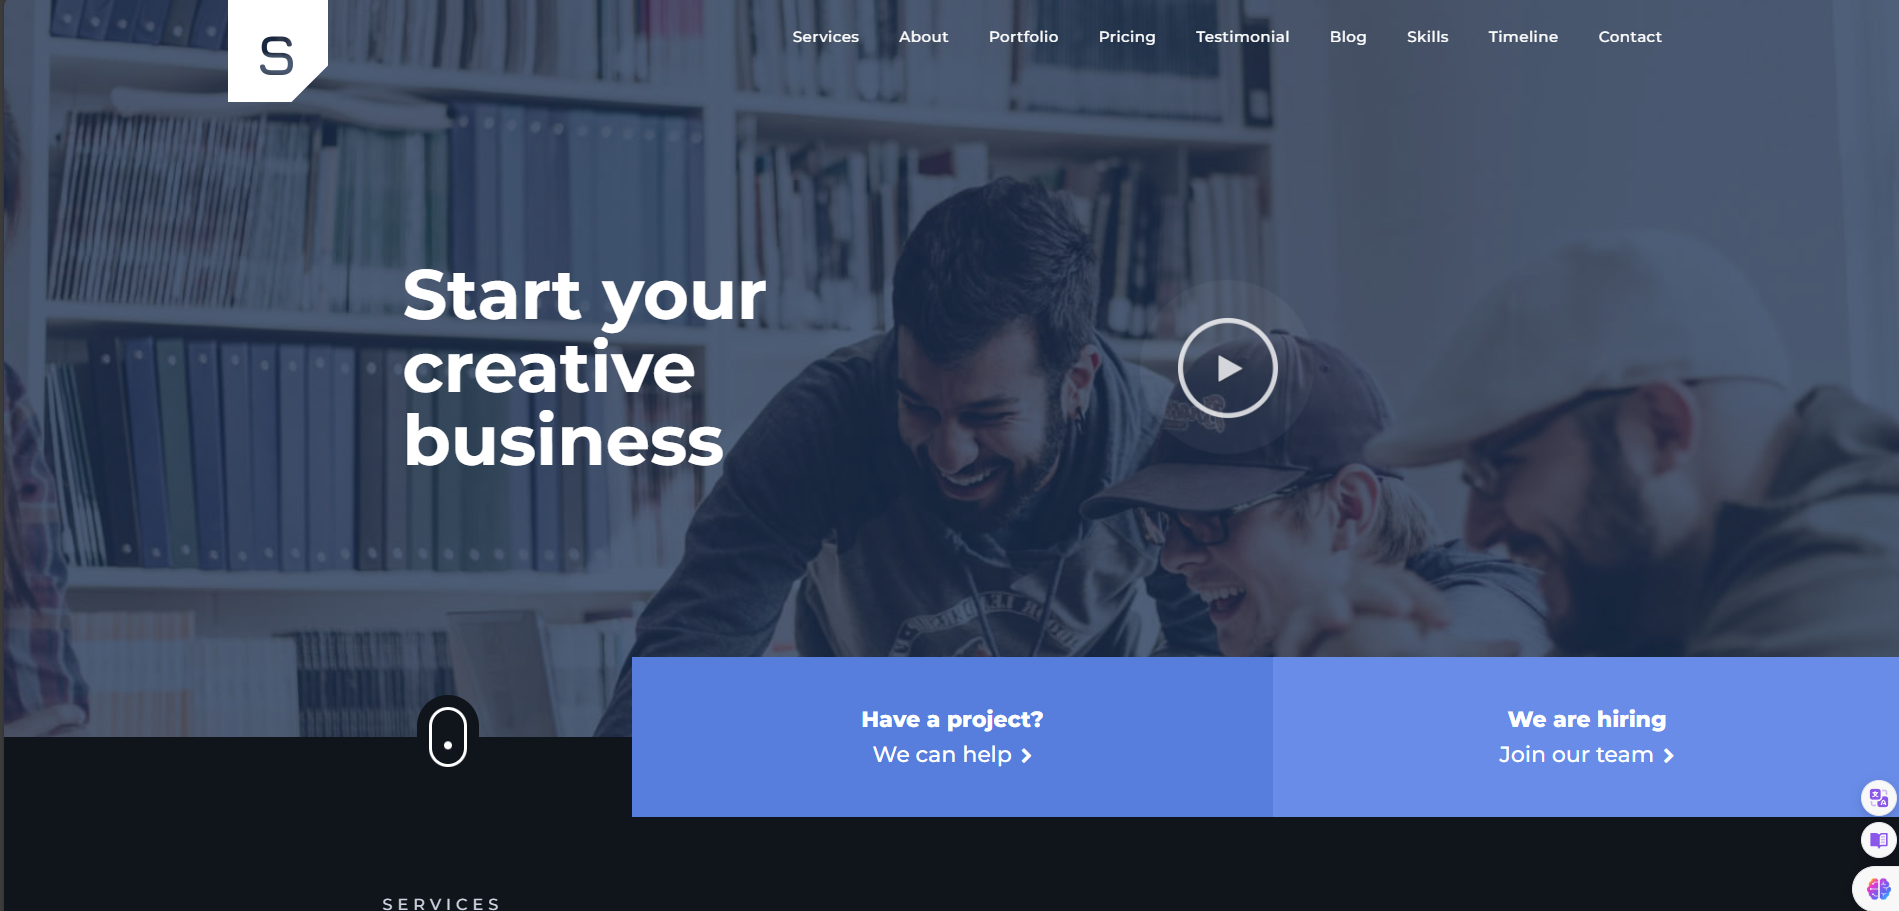 S
Services About Portfolio Pricing Testimonial Blog Skills Timeline Contact
Start your
creative
business
Have a project?
We can help
We are hiring
Join our team
SERVICES